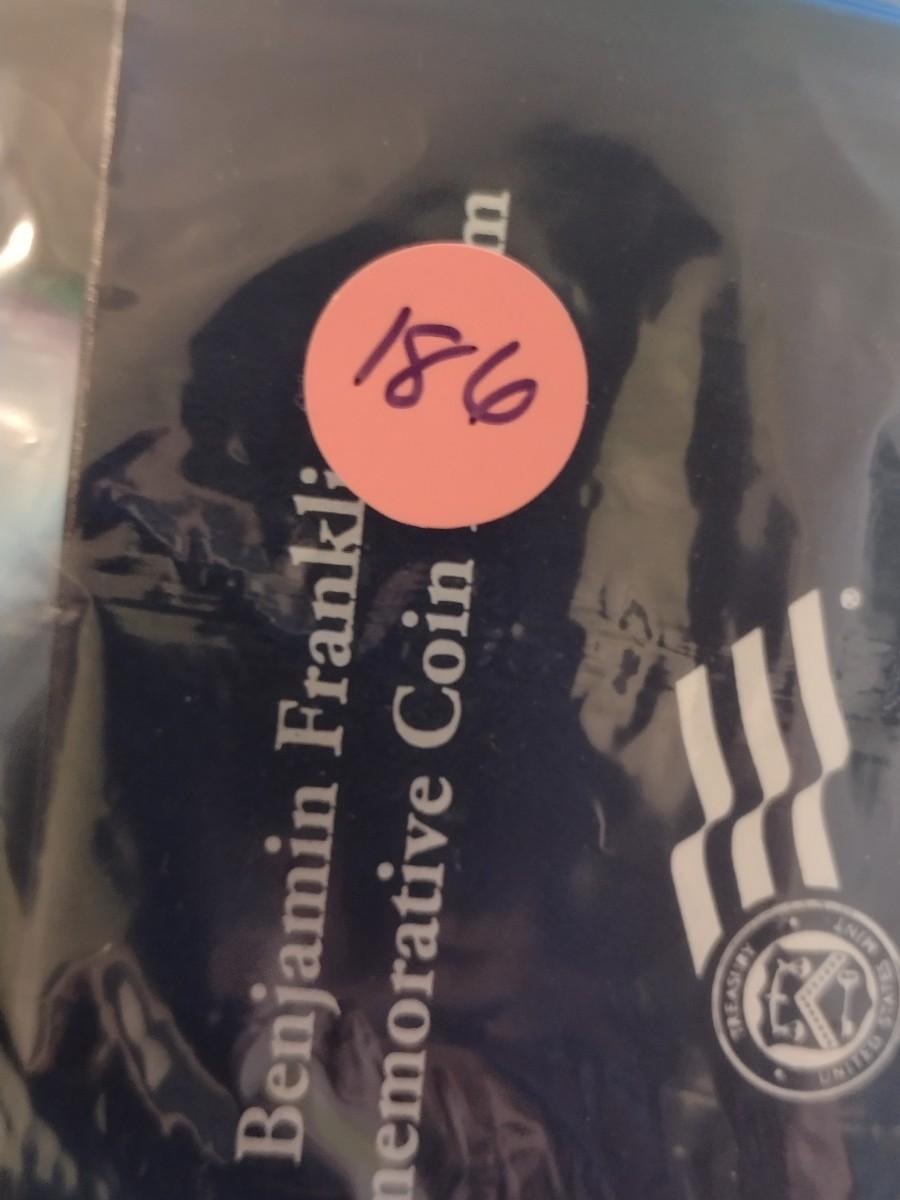 186
Benjamin Frankli
nemorative Coin
m
®
TREASURY
UNITED STATES MINT